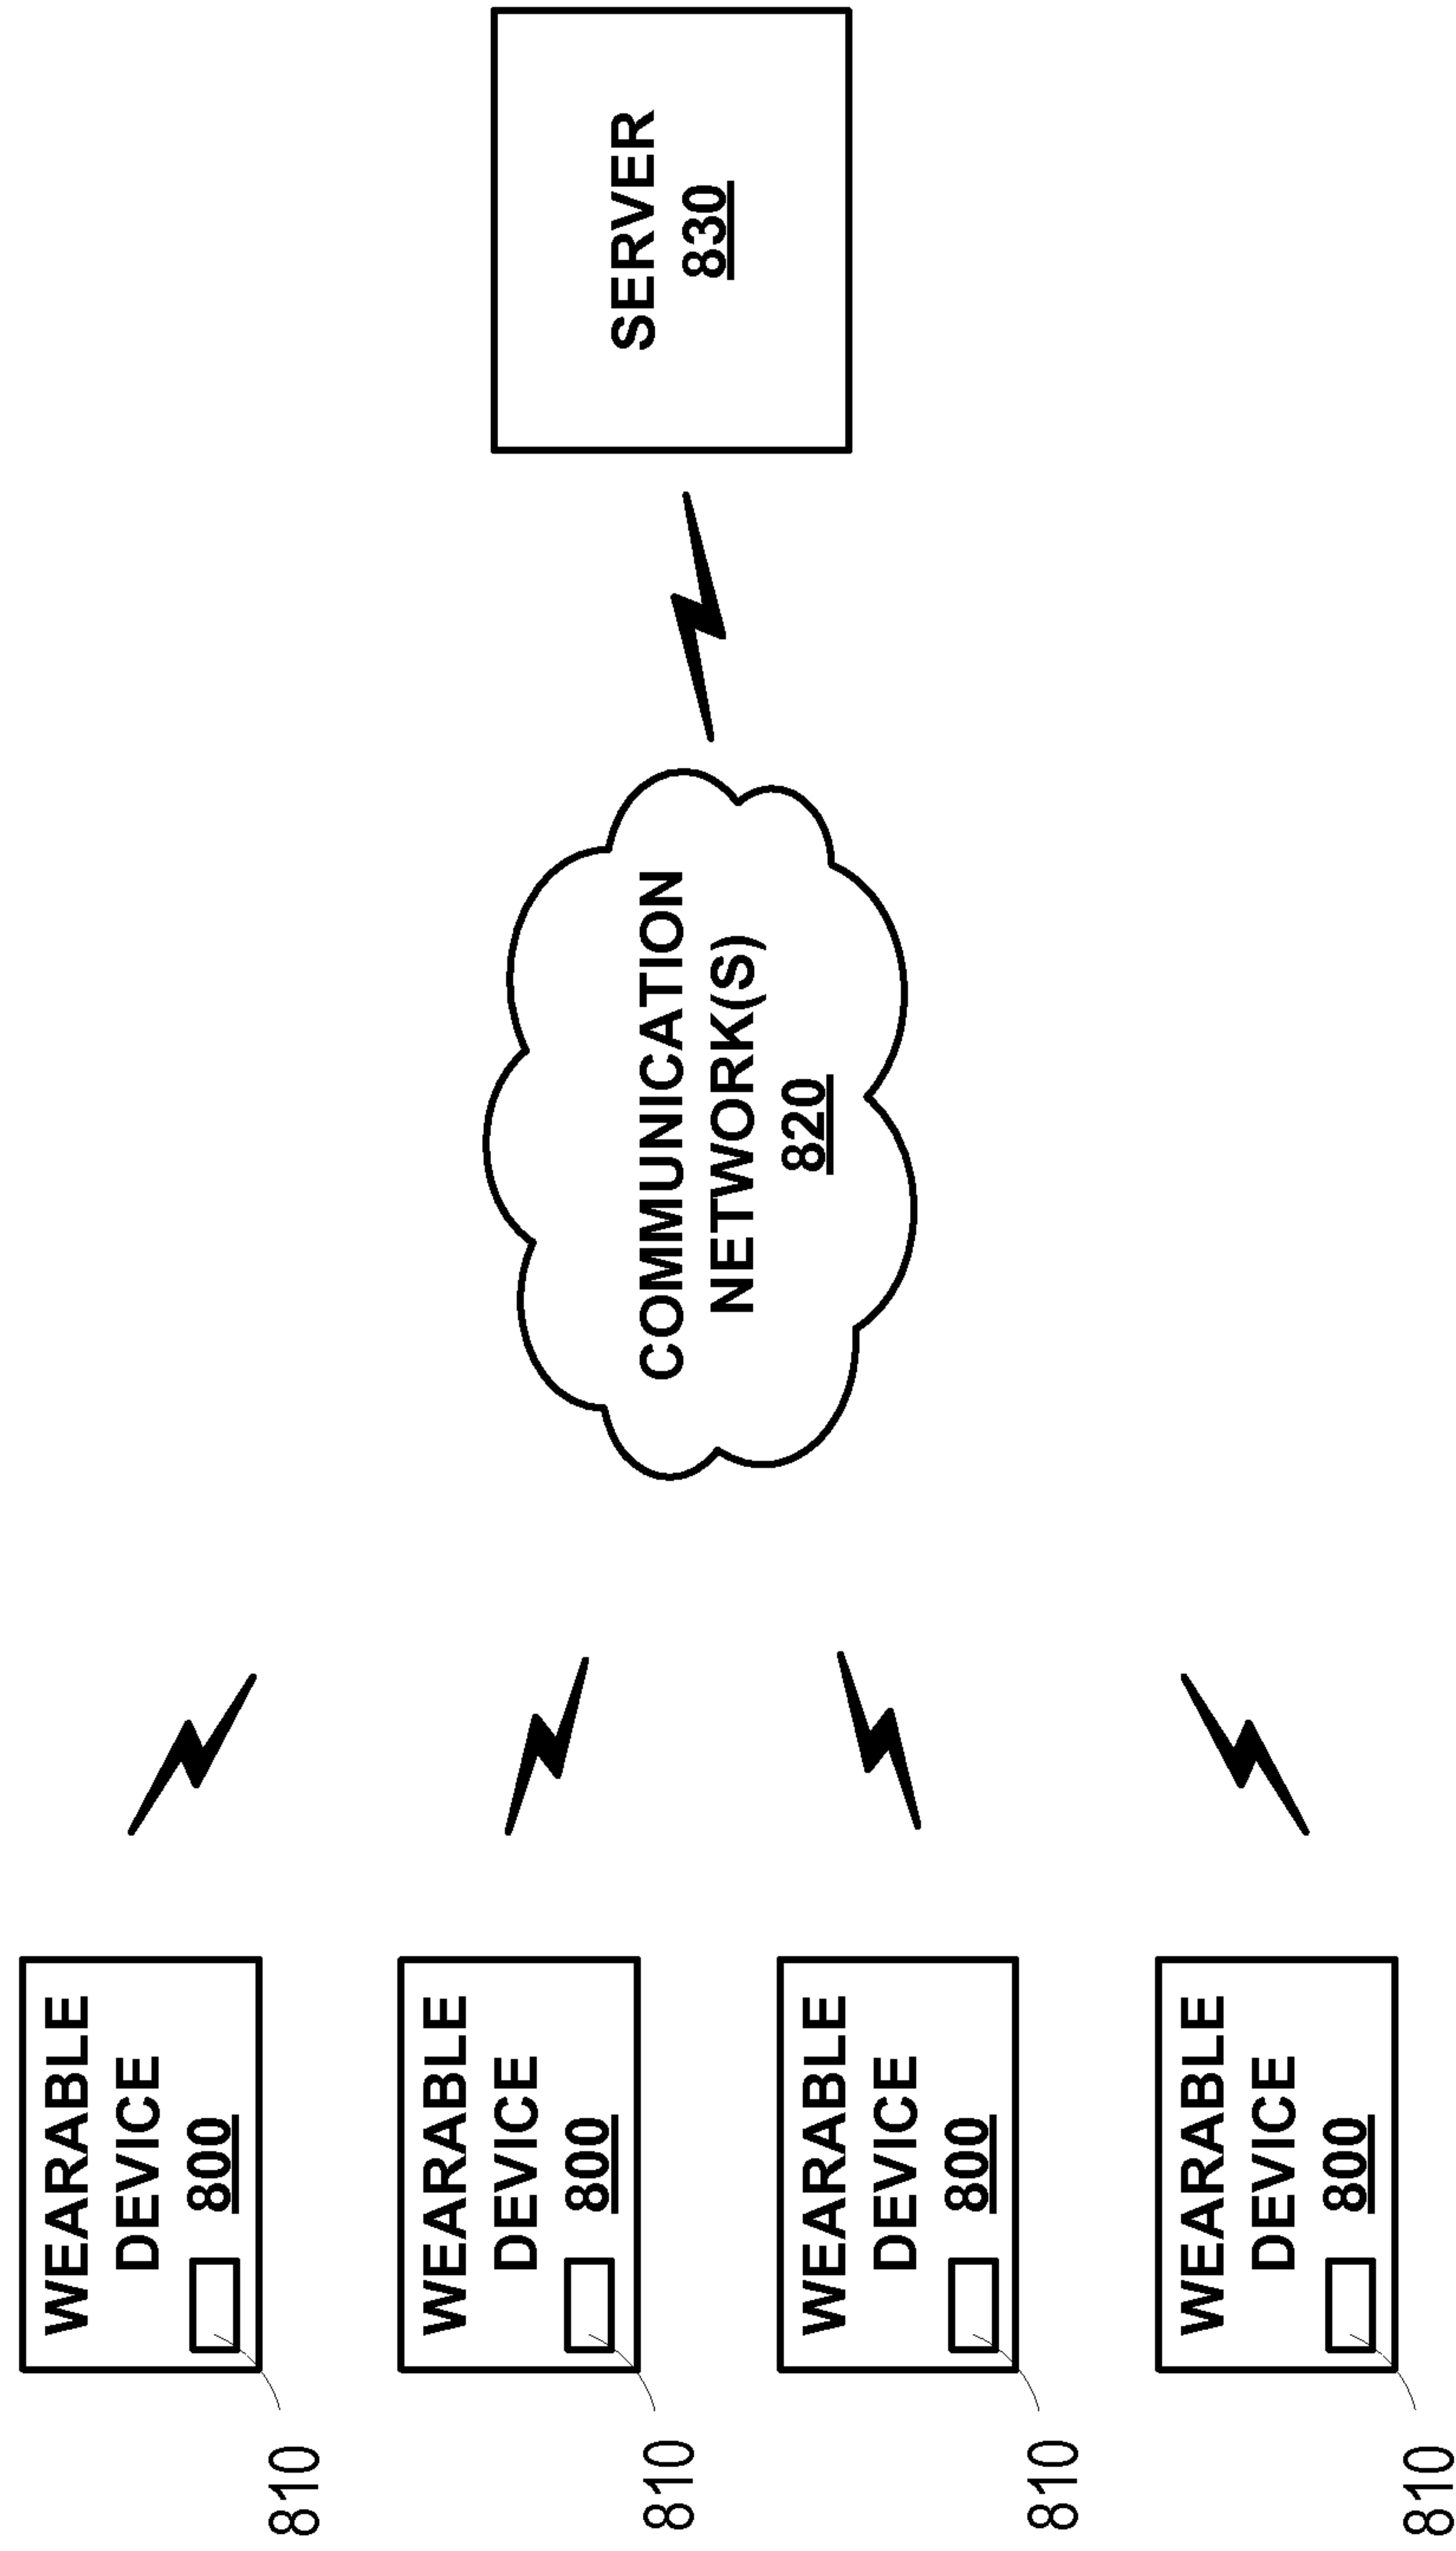 WEARABLE
DEVICE
800
810
WEARABLE
DEVICE
800
810
WEARABLE
DEVICE
800
810
WEARABLE
DEVICE
800
810
COMMUNICATION
NETWORK(S)
820
SERVER
830